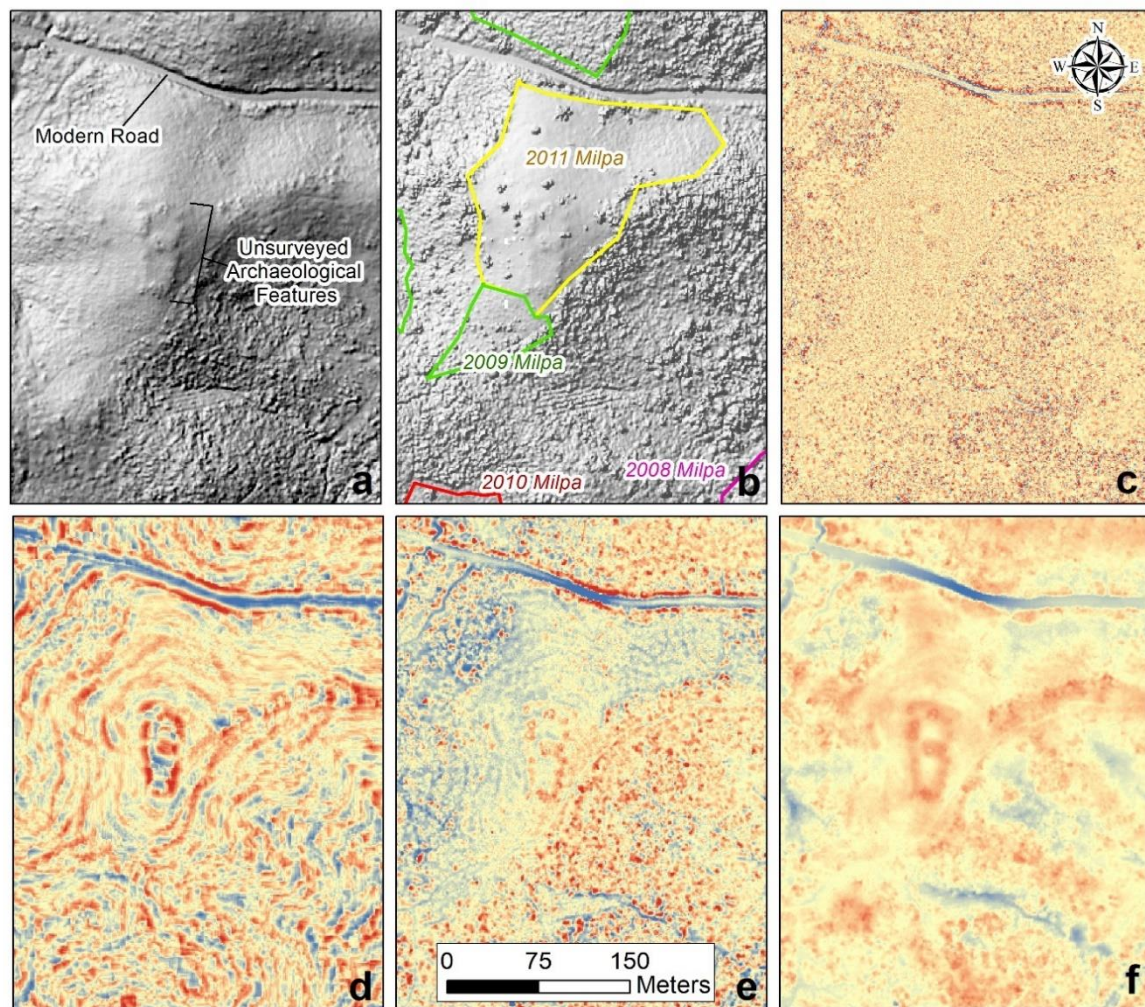 Modern Road
Unsurveyed
Archaeological
Features
a
2011 Milpa
2009 Milpa
2010 Milpa
2008 Milpa
b
N
W E
S
c
d
0 75 150
Meters
e
f